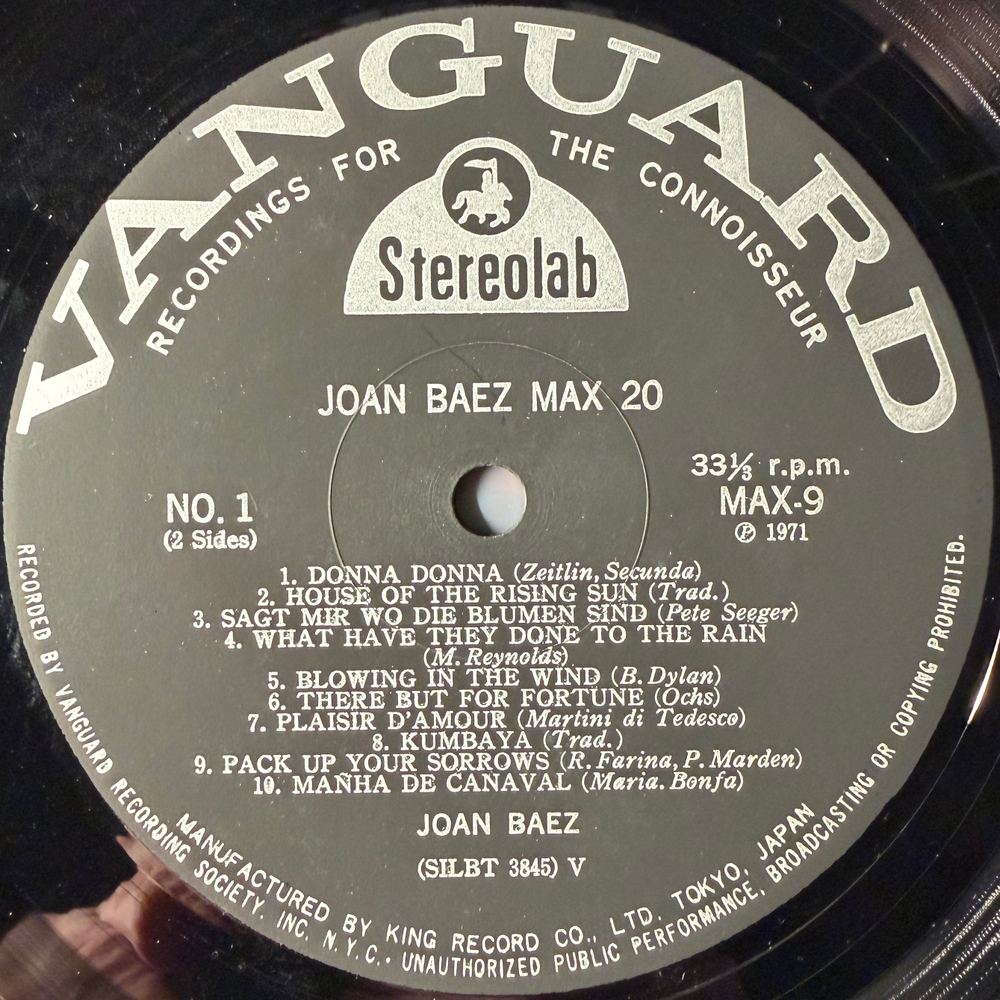 VANGUARD
RECORDINGS FOR THE CONNOISSEUR
Stereolab
JOAN BAEZ MAX 20
33⅓ r.p.m.
MAX-9
Ⓟ 1971
NO. 1
(2 Sides)
1. DONNA DONNA (Zeitlin, Secunda)
2. HOUSE OF THE RISING SUN (Trad.)
3. SAGT MIR WO DIE BLUMEN SIND (Pete Seeger)
4. WHAT HAVE THEY DONE TO THE RAIN
(M. Reynolds)
5. BLOWING IN THE WIND (B. Dylan)
6. THERE BUT FOR FORTUNE (Ochs)
7. PLAISIR D'AMOUR (Martini di Tedesco)
8. KUMBAYA (Trad.)
9. PACK UP YOUR SORROWS (R. Farina, P. Marden)
10. MAÑHA DE CANAVAL (Maria. Bonfa)
JOAN BAEZ
(SILBT 3845) V
MANUFACTURED BY KING RECORD CO., LTD. TOKYO, JAPAN
RECORDED BY VANGUARD RECORDING SOCIETY, INC. N.Y.C. • UNAUTHORIZED PUBLIC PERFORMANCE, BROADCASTING OR COPYING PROHIBITED.